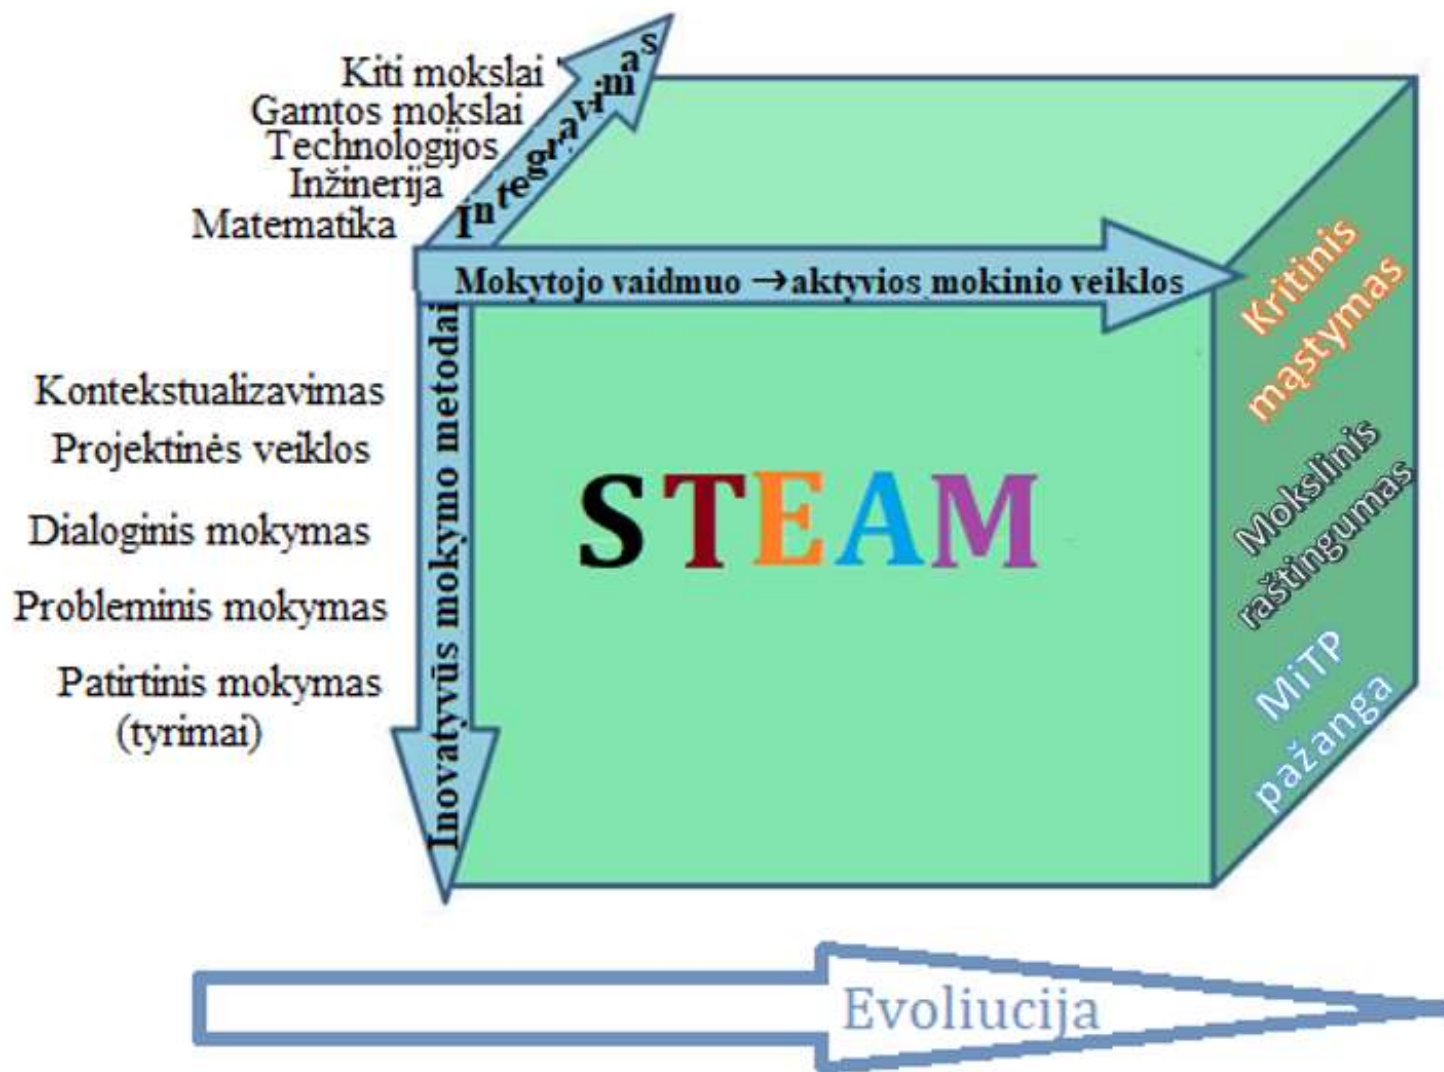 Kiti mokslai
Gamtos mokslai
Technologijos
Inžinerija
Matematika
Integravimas
Mokytojo vaidmuo →aktyvios mokinio veiklos
Inovatyvūs mokymo metodai
Kontekstualizavimas
Projektinės veiklos
Dialoginis mokymas
Probleminis mokymas
Patirtinis mokymas
(tyrimai)
STEAM
Kritinis
mąstymas
Mokslinis
raštingumas
MiTP
pažanga
Evoliucija